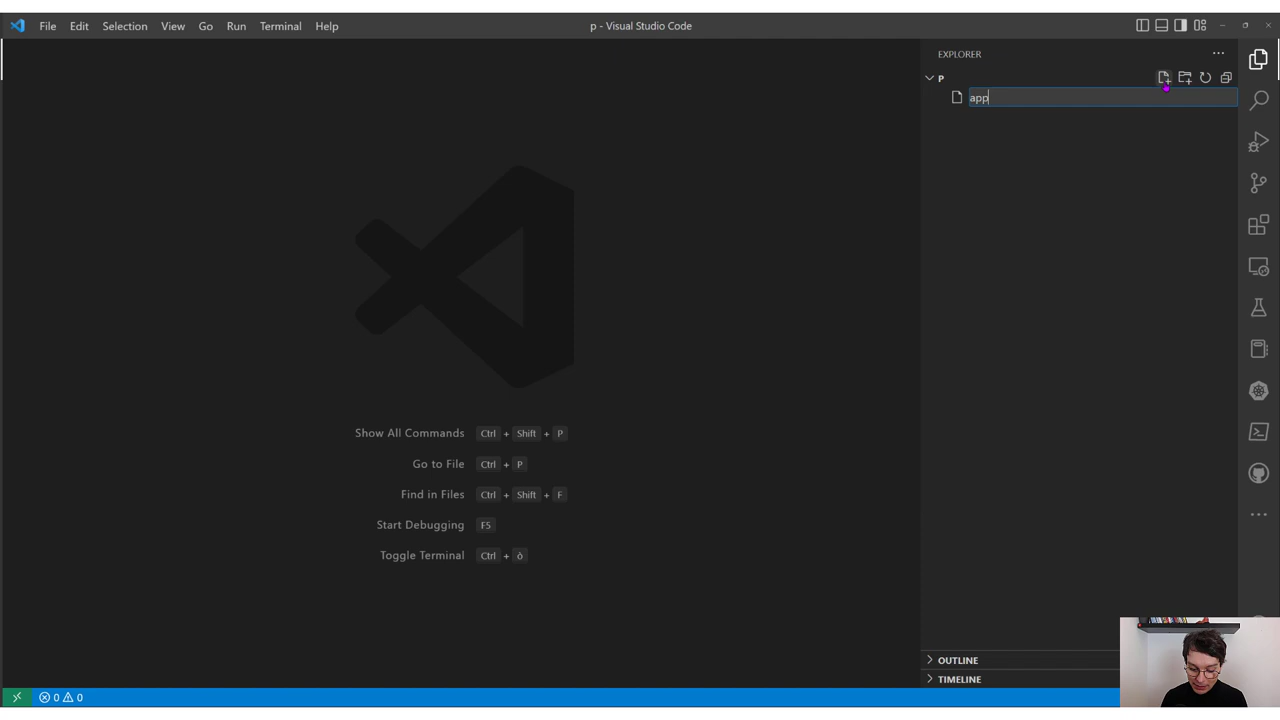 File Edit Selection View Go Run Terminal Help
p - Visual Studio Code
EXPLORER
P
app
Show All Commands Ctrl + Shift + P
Go to File Ctrl + P
Find in Files Ctrl + Shift + F
Start Debugging F5
Toggle Terminal Ctrl + ò
OUTLINE
TIMELINE
0 0